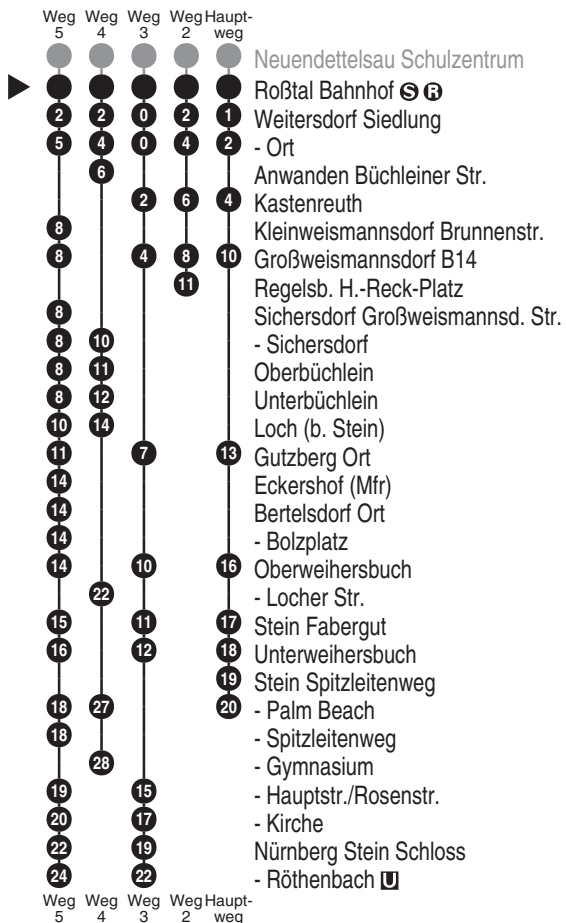 Weg Weg Weg Weg Haupt-
5 4 3 2 weg
Neuendettelsau Schulzentrum
Roßtal Bahnhof S R
2 2 0 2 1 Weitersdorf Siedlung
5 4 0 4 2 - Ort
6 Anwanden Büchleiner Str.
2 6 4 Kastenreuth
8 Kleinweismannsdorf Brunnenstr.
8 4 8 10 Großweismannsdorf B14
11 Regelsb. H.-Reck-Platz
8 Sichersdorf Großweismannsd. Str.
8 10 - Sichersdorf
8 11 Oberbüchlein
8 12 Unterbüchlein
10 14 Loch (b. Stein)
11 7 13 Gutzberg Ort
14 Eckershof (Mfr)
14 Bertelsdorf Ort
14 - Bolzplatz
14 10 16 Oberweihersbuch
22 - Locher Str.
15 11 17 Stein Fabergut
16 12 18 Unterweihersbuch
19 Stein Spitzleitenweg
18 27 20 - Palm Beach
18 - Spitzleitenweg
28 - Gymnasium
19 15 - Hauptstr./Rosenstr.
20 17 - Kirche
22 19 Nürnberg Stein Schloss
24 22 - Röthenbach U
Weg Weg Weg Weg Haupt-
5 4 3 2 weg